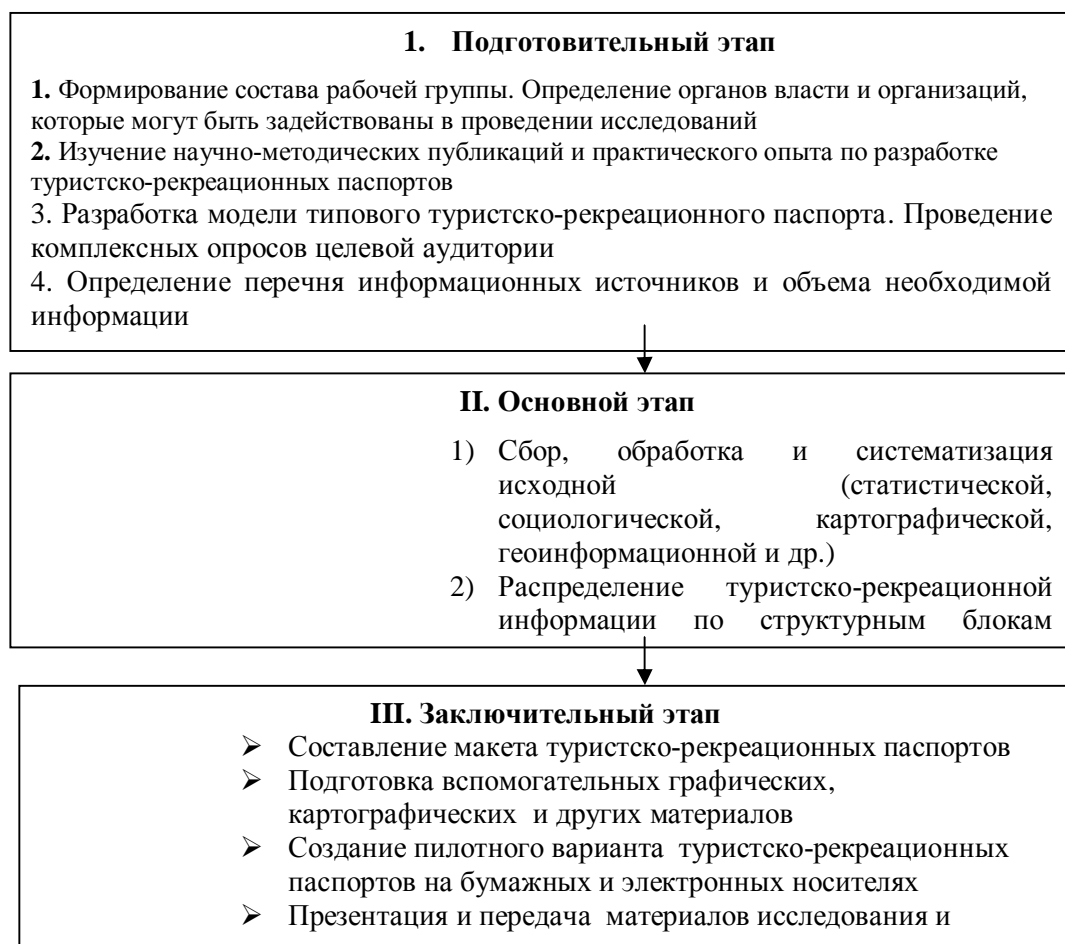 1. Подготовительный этап
1. Формирование состава рабочей группы. Определение органов власти и организаций,
которые могут быть задействованы в проведении исследований
2. Изучение научно-методических публикаций и практического опыта по разработке
туристско-рекреационных паспортов
3. Разработка модели типового туристско-рекреационного паспорта. Проведение
комплексных опросов целевой аудитории
4. Определение перечня информационных источников и объема необходимой
информации
II. Основной этап
1) Сбор, обработка и систематизация
исходной (статистической,
социологической, картографической,
геоинформационной и др.)
2) Распределение туристско-рекреационной
информации по структурным блокам
III. Заключительный этап
➢ Составление макета туристско-рекреационных паспортов
➢ Подготовка вспомогательных графических,
картографических и других материалов
➢ Создание пилотного варианта туристско-рекреационных
паспортов на бумажных и электронных носителях
➢ Презентация и передача материалов исследования и